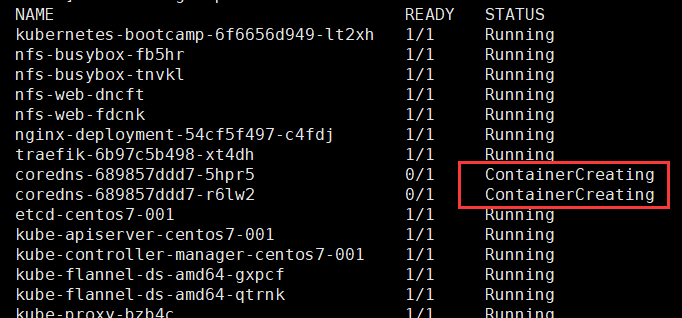 NAME READY STATUS
kubernetes-bootcamp-6f6656d949-lt2xh 1/1 Running
nfs-busybox-fb5hr 1/1 Running
nfs-busybox-tnvkl 1/1 Running
nfs-web-dncft 1/1 Running
nfs-web-fdcnk 1/1 Running
nginx-deployment-54cf5f497-c4fdj 1/1 Running
traefik-6b97c5b498-xt4dh 1/1 Running
coredns-689857ddd7-5hpr5 0/1 ContainerCreating
coredns-689857ddd7-r6lw2 0/1 ContainerCreating
etcd-centos7-001 1/1 Running
kube-apiserver-centos7-001 1/1 Running
kube-controller-manager-centos7-001 1/1 Running
kube-flannel-ds-amd64-gxpcf 1/1 Running
kube-flannel-ds-amd64-qtrnk 1/1 Running
kube-proxy-bzb4c 1/1 Running